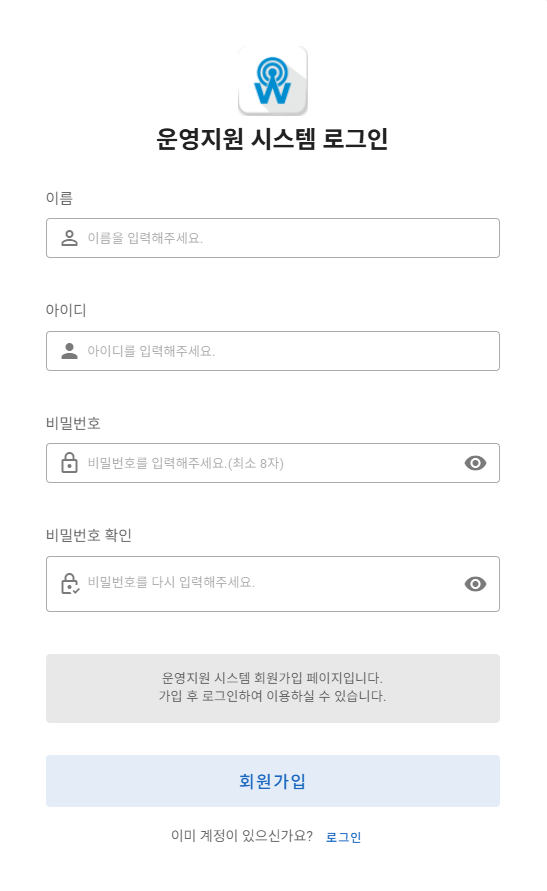 W
운영지원 시스템 로그인
이름
이름을 입력해주세요.
아이디
아이디를 입력해주세요.
비밀번호
비밀번호를 입력해주세요.(최소 8자)
비밀번호 확인
비밀번호를 다시 입력해주세요.
운영지원 시스템 회원가입 페이지입니다.
가입 후 로그인하여 이용하실 수 있습니다.
회원가입
이미 계정이 있으신가요? 로그인